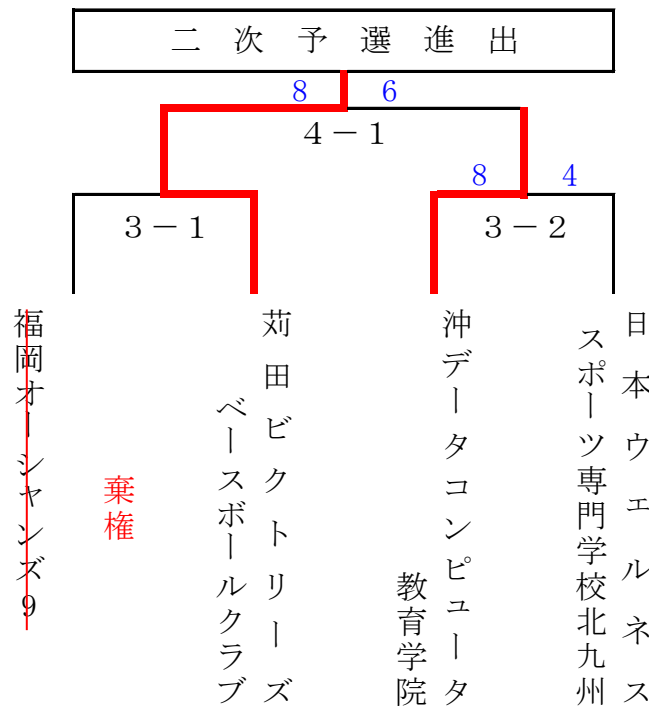 二次予選進出
8 6
4－1
8 4
3－1
3－2
福岡オーシャンズ9
棄権
苅田ビクトリーズ
ベースボールクラブ
沖データコンピュータ
教育学院
日本ウェルネス
スポーツ専門学校北九州